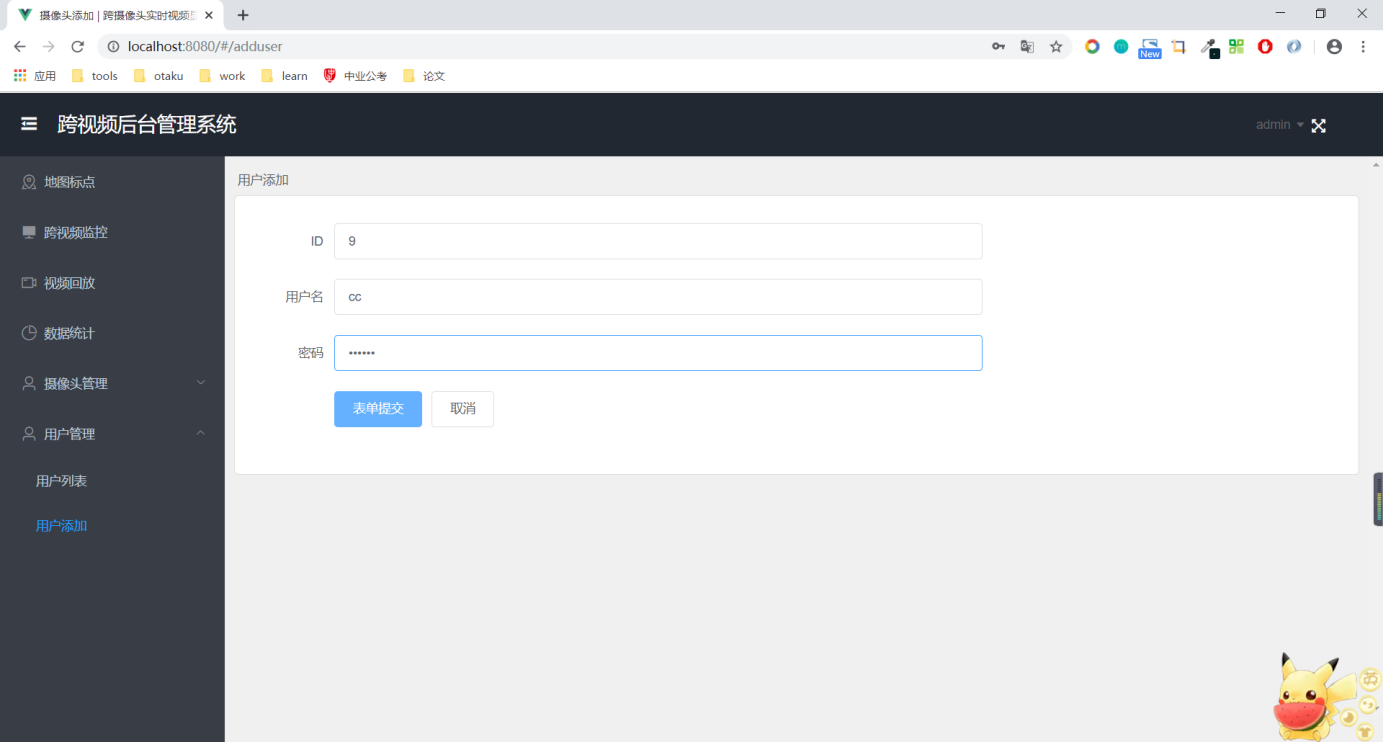 摄像头添加 | 跨摄像头实时视频
localhost:8080/#/adduser
New
应用 tools otaku work learn 中业公考 论文
跨视频后台管理系统
admin
地图标点
跨视频监控
视频回放
数据统计
摄像头管理
用户管理
用户列表
用户添加
用户添加
ID 9
用户名 cc
密码 ••••••
表单提交 取消